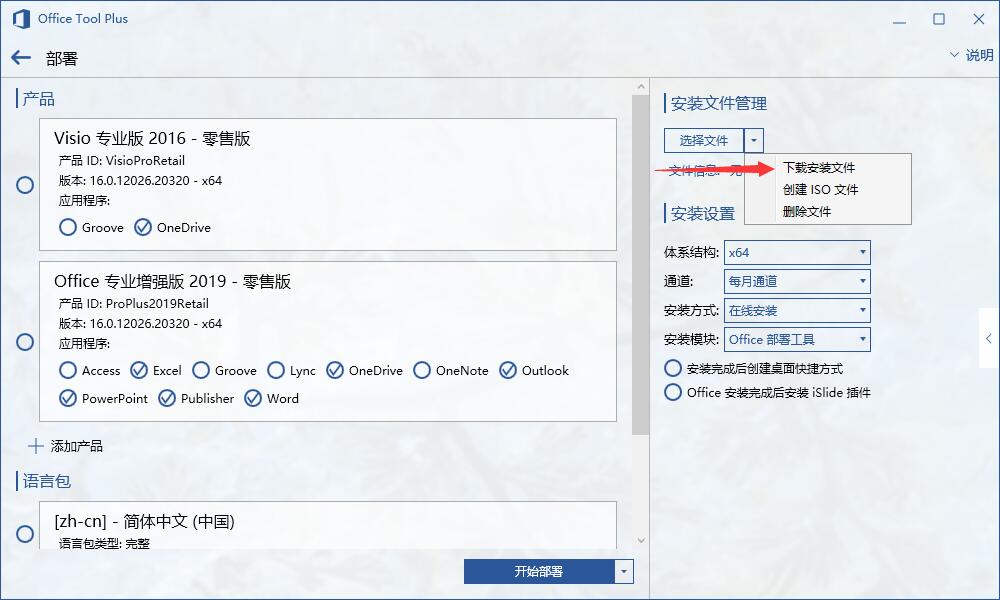 Office Tool Plus
部署
说明
产品
Visio 专业版 2016 - 零售版
产品 ID: VisioProRetail
版本: 16.0.12026.20320 - x64
应用程序:
Groove OneDrive
Office 专业增强版 2019 - 零售版
产品 ID: ProPlus2019Retail
版本: 16.0.12026.20320 - x64
应用程序:
Access Excel Groove Lync OneDrive OneNote Outlook
PowerPoint Publisher Word
添加产品
语言包
[zh-cn] - 简体中文 (中国)
语言包类型: 完整
开始部署
安装文件管理
选择文件
文件信息: 无
下载安装文件
创建 ISO 文件
删除文件
安装设置
体系结构: x64
通道: 每月通道
安装方式: 在线安装
安装模块: Office 部署工具
安装完成后创建桌面快捷方式
Office 安装完成后安装 iSlide 插件